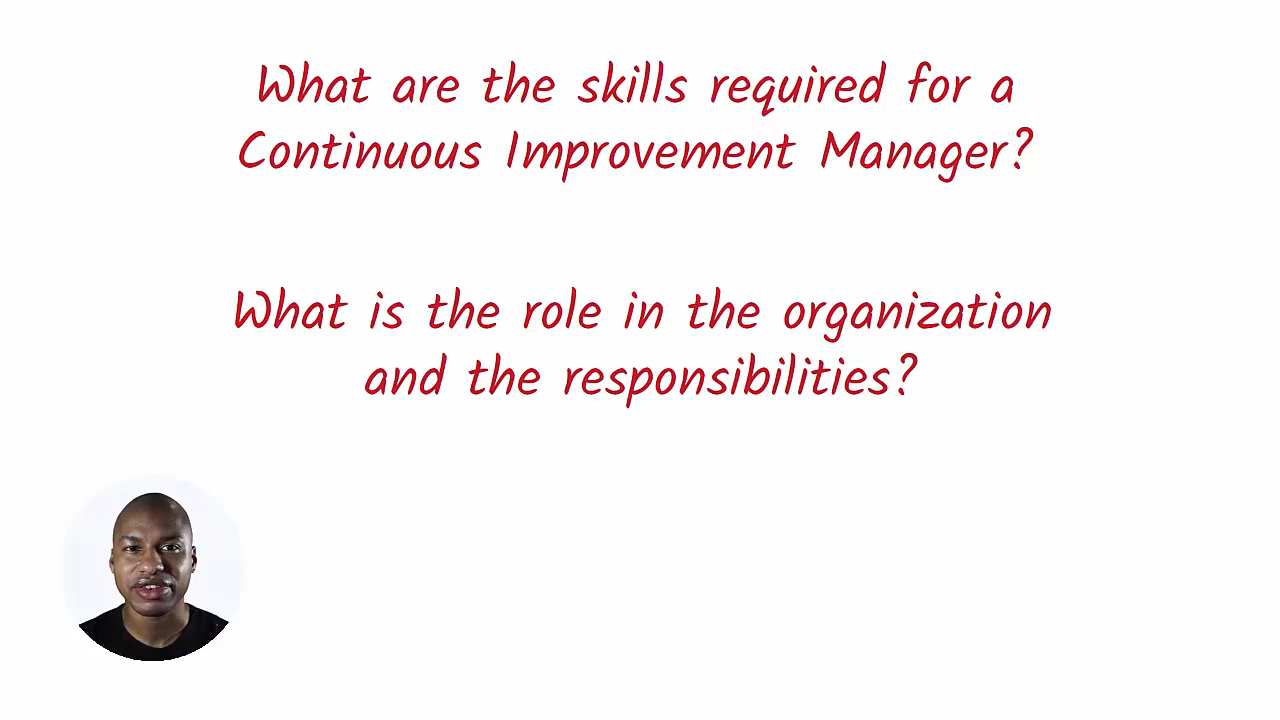 What are the skills required for a
Continuous Improvement Manager?
What is the role in the organization
and the responsibilities?